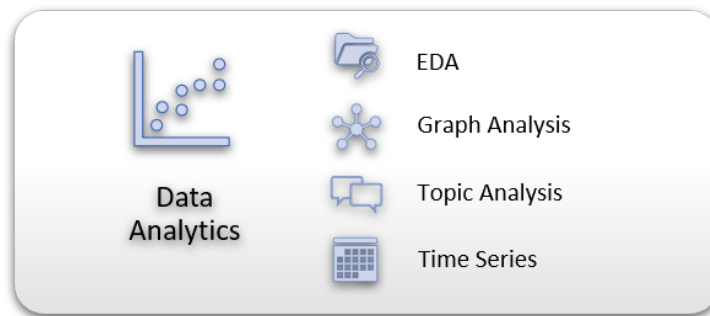 Data
Analytics
EDA
Graph Analysis
Topic Analysis
Time Series